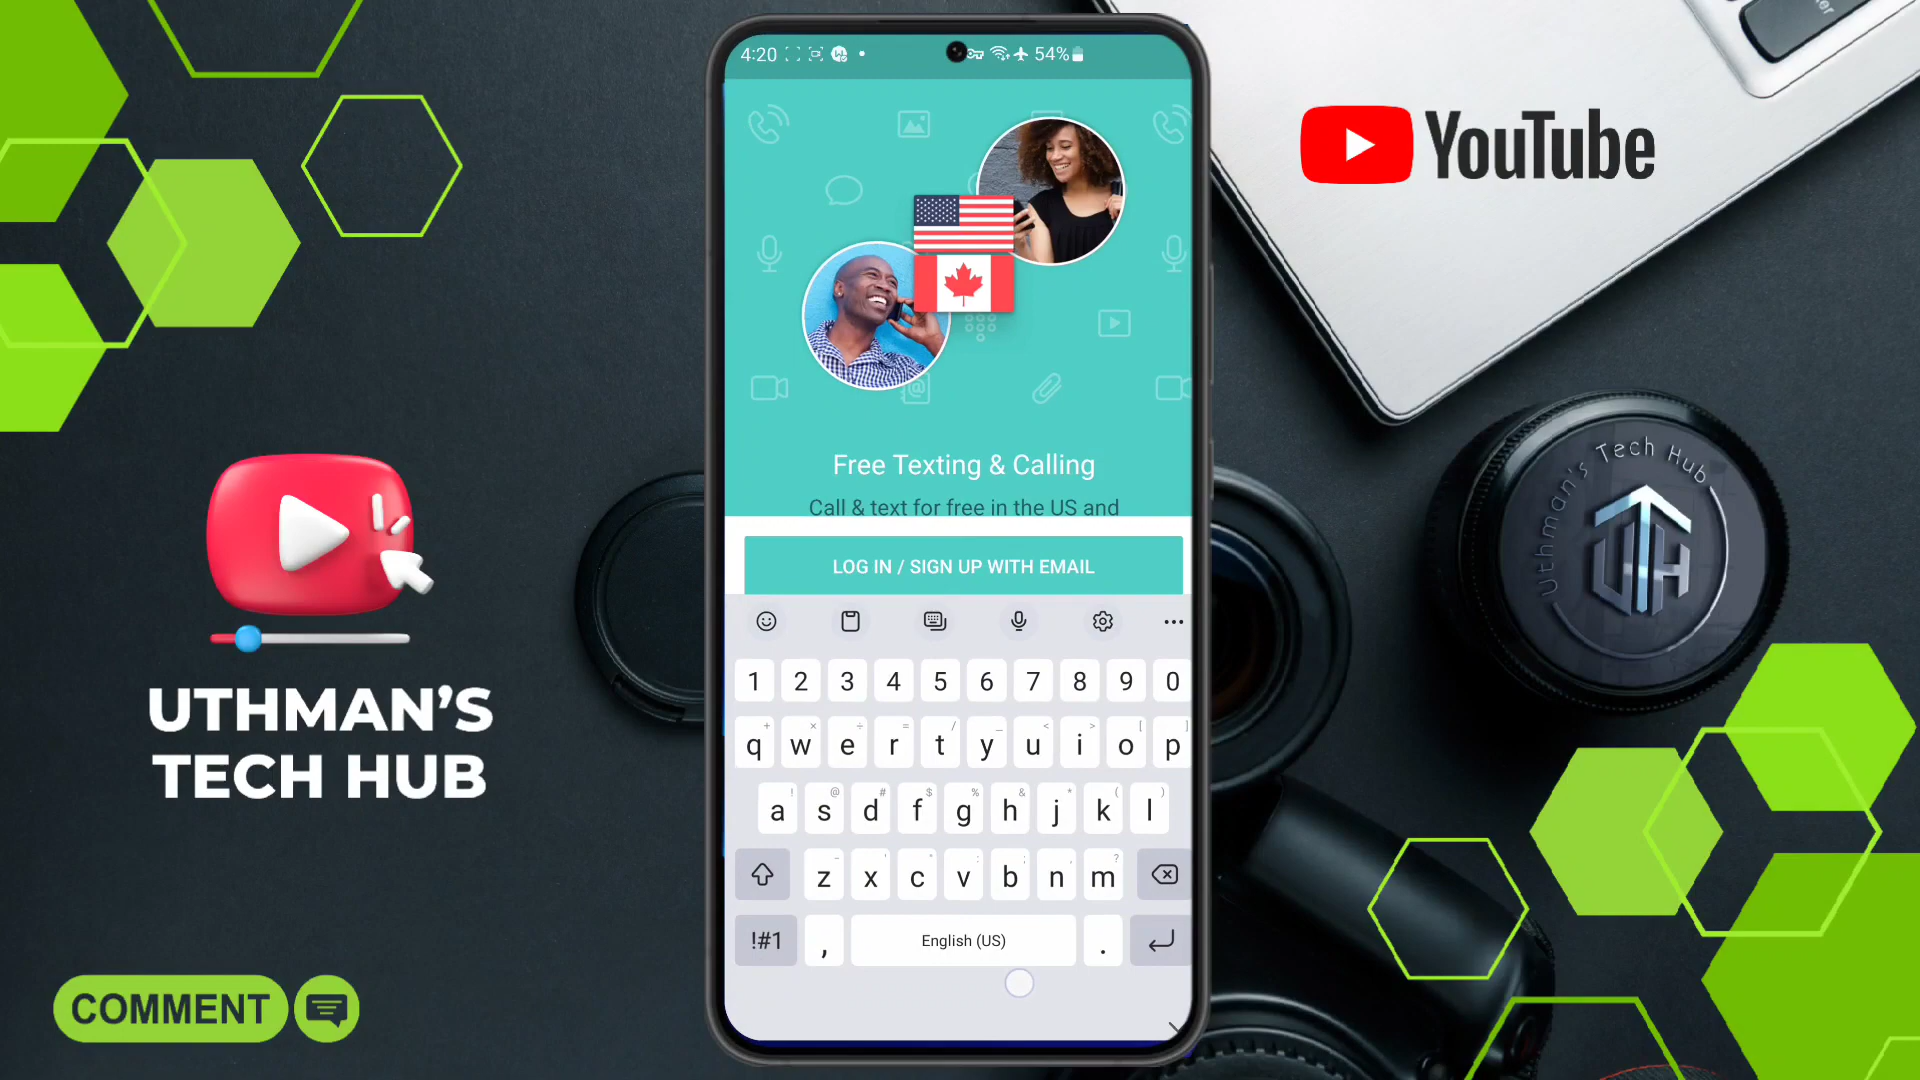 4:20
54%
YouTube
Free Texting & Calling
Call & text for free in the US and
LOG IN / SIGN UP WITH EMAIL
1 2 3 4 5 6 7 8 9 0
q w e r t y u i o p
a s d f g h j k l
z x c v b n m
!#1 , English (US) .
UTHMAN'S
TECH HUB
COMMENT
Uthman's Tech Hub
UTH